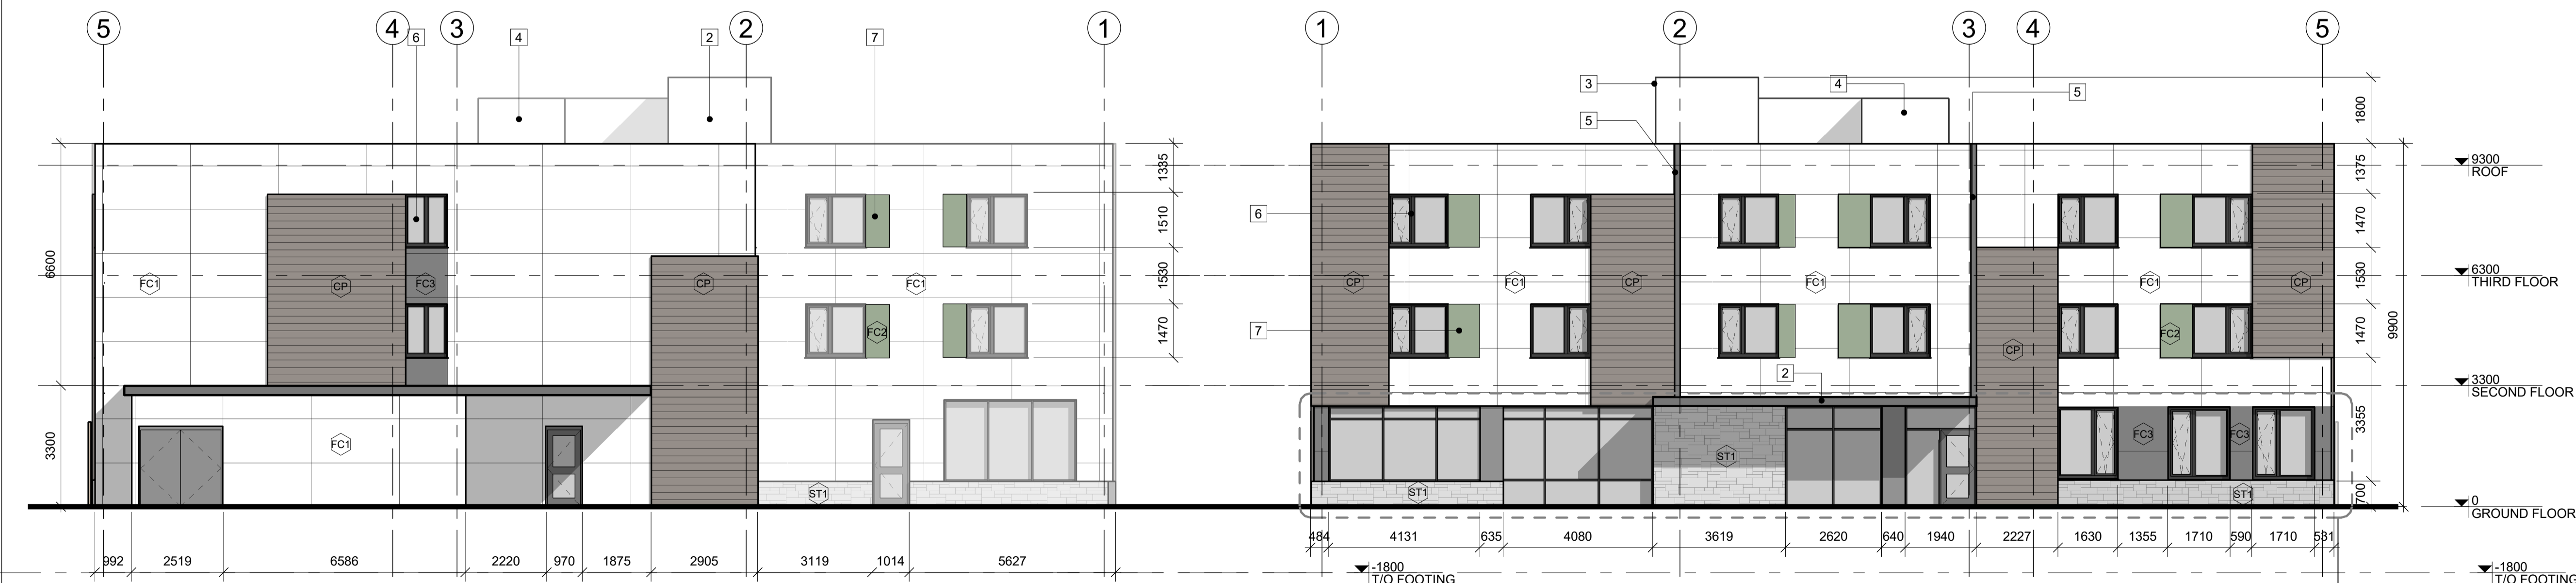 5
4
3
2
1
1
2
3
4
5
6
4
2
7
3
4
5
5
6
7
2
FC1
CP
FC3
CP
FC1
FC2
FC1
ST1
CP
FC1
CP
FC1
FC1
CP
FC2
CP
ST1
ST1
FC3
FC3
ST1
6600
3300
1335
1510
1530
1470
1800
1375
1470
1530
1470
9900
3355
700
9300
ROOF
6300
THIRD FLOOR
3300
SECOND FLOOR
0
GROUND FLOOR
992
2519
6586
2220
970
1875
2905
3119
1014
5627
484
4131
635
4080
3619
2620
640
1940
2227
1630
1355
1710
590
1710
531
-1800
T/O FOOTING
-1800
T/O FOOTING